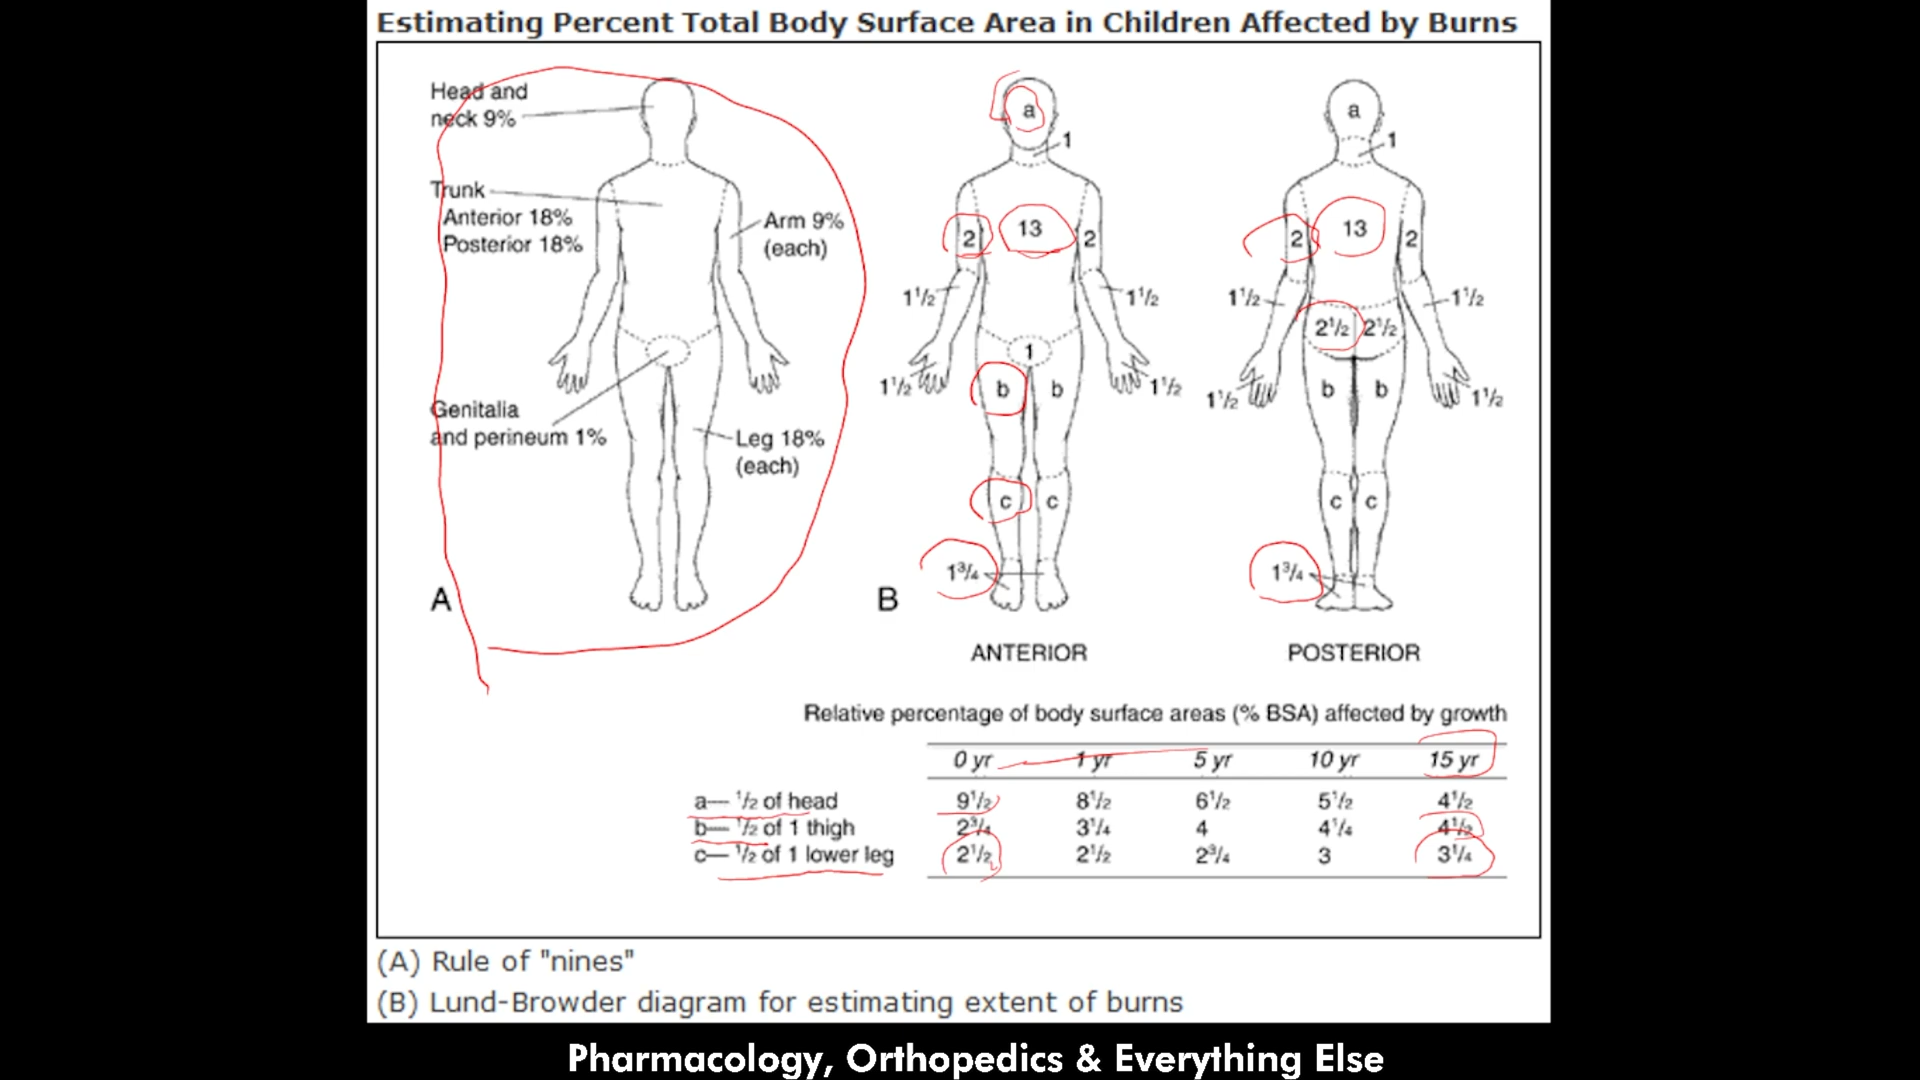 Estimating Percent Total Body Surface Area in Children Affected by Burns
Head and
neck 9%
Trunk
Anterior 18%
Posterior 18%
Arm 9%
(each)
Genitalia
and perineum 1%
Leg 18%
(each)
A
a
1
2
13
2
1½
1½
1
1½
1½
b
b
c
c
1¾
B
ANTERIOR
a
1
2
13
2
1½
1½
2½
2½
1½
1½
b
b
c
c
1¾
POSTERIOR
Relative percentage of body surface areas (% BSA) affected by growth
0 yr 1 yr 5 yr 10 yr 15 yr
a— ½ of head 9½ 8½ 6½ 5½ 4½
b— ½ of 1 thigh 2¾ 3¼ 4 4¼ 4½
c— ½ of 1 lower leg 2½ 2½ 2¾ 3 3¼
(A) Rule of "nines"
(B) Lund-Browder diagram for estimating extent of burns
Pharmacology, Orthopedics & Everything Else